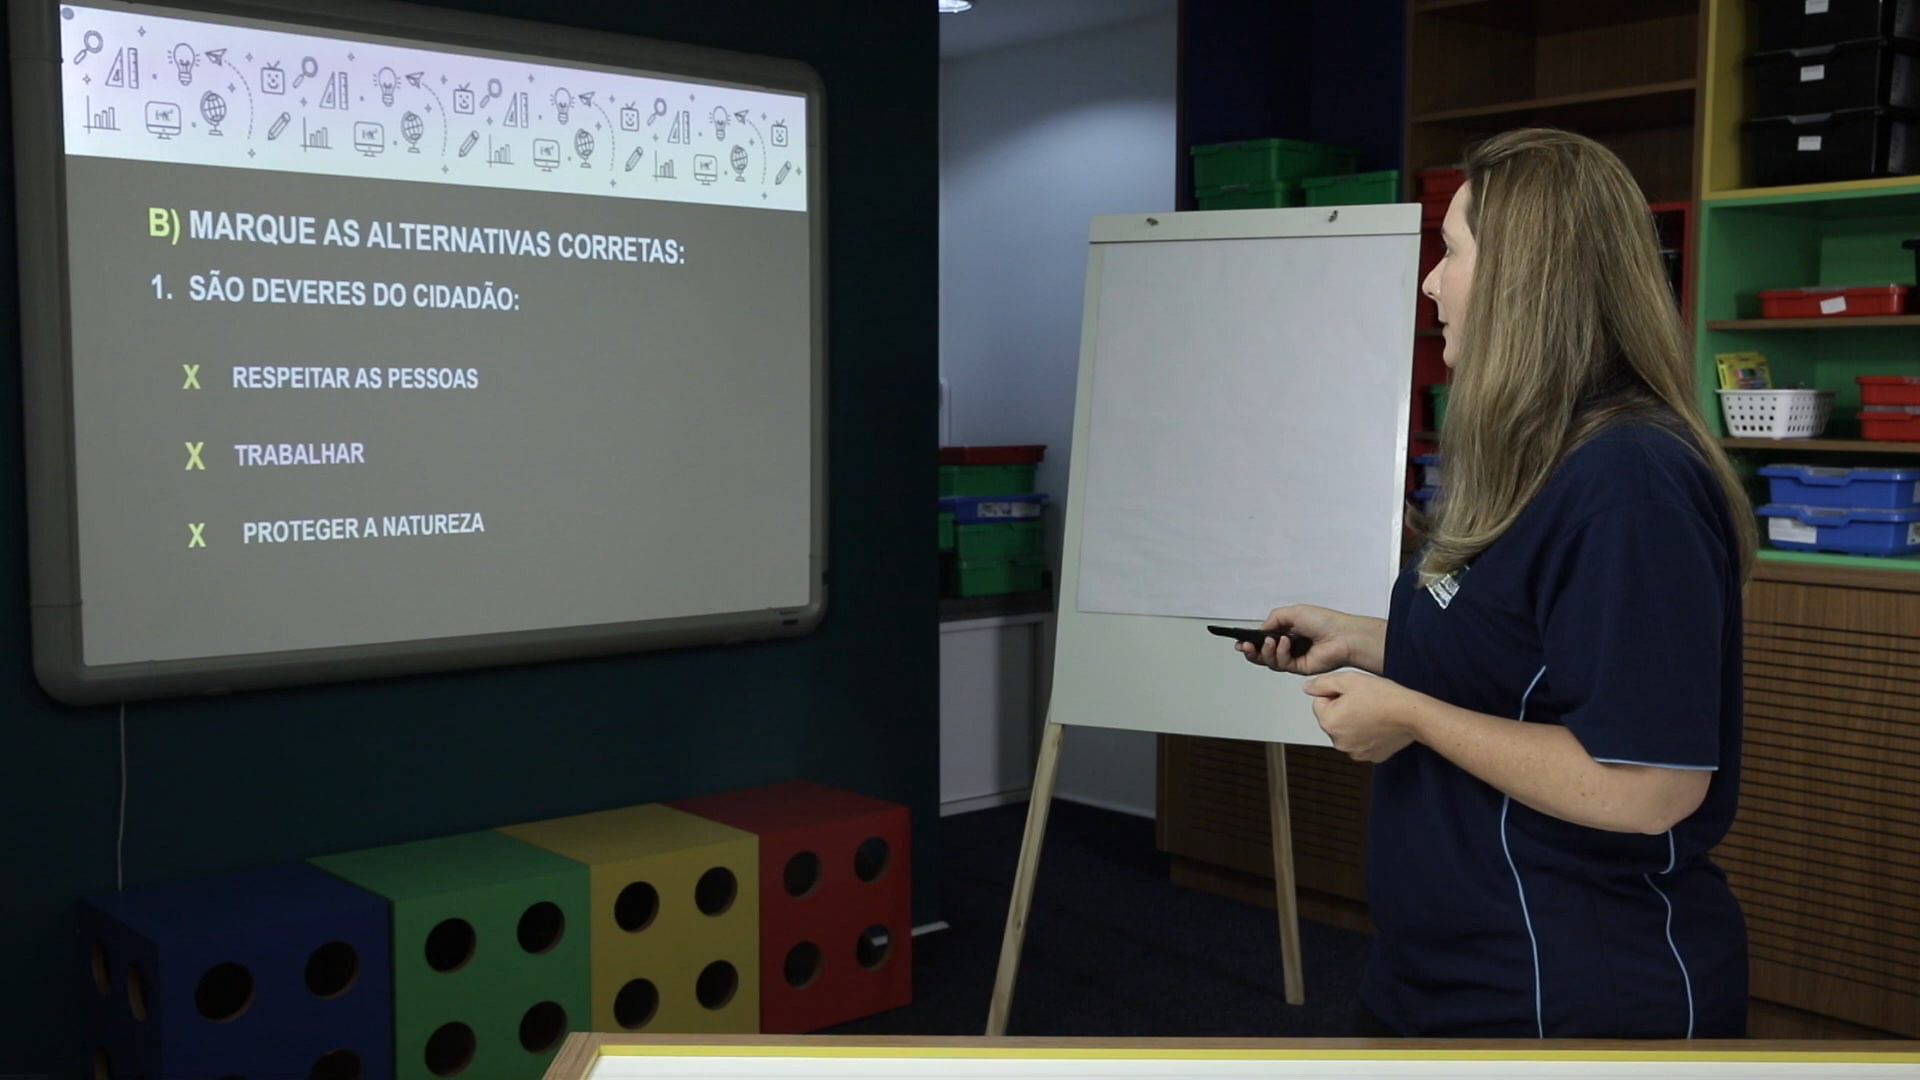 B) MARQUE AS ALTERNATIVAS CORRETAS:
1. SÃO DEVERES DO CIDADÃO:
X RESPEITAR AS PESSOAS
X TRABALHAR
X PROTEGER A NATUREZA